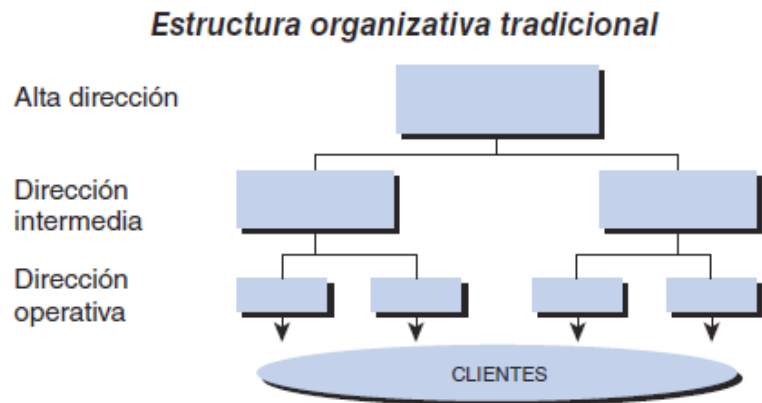 Estructura organizativa tradicional
Alta dirección
Dirección
intermedia
Dirección
operativa
CLIENTES